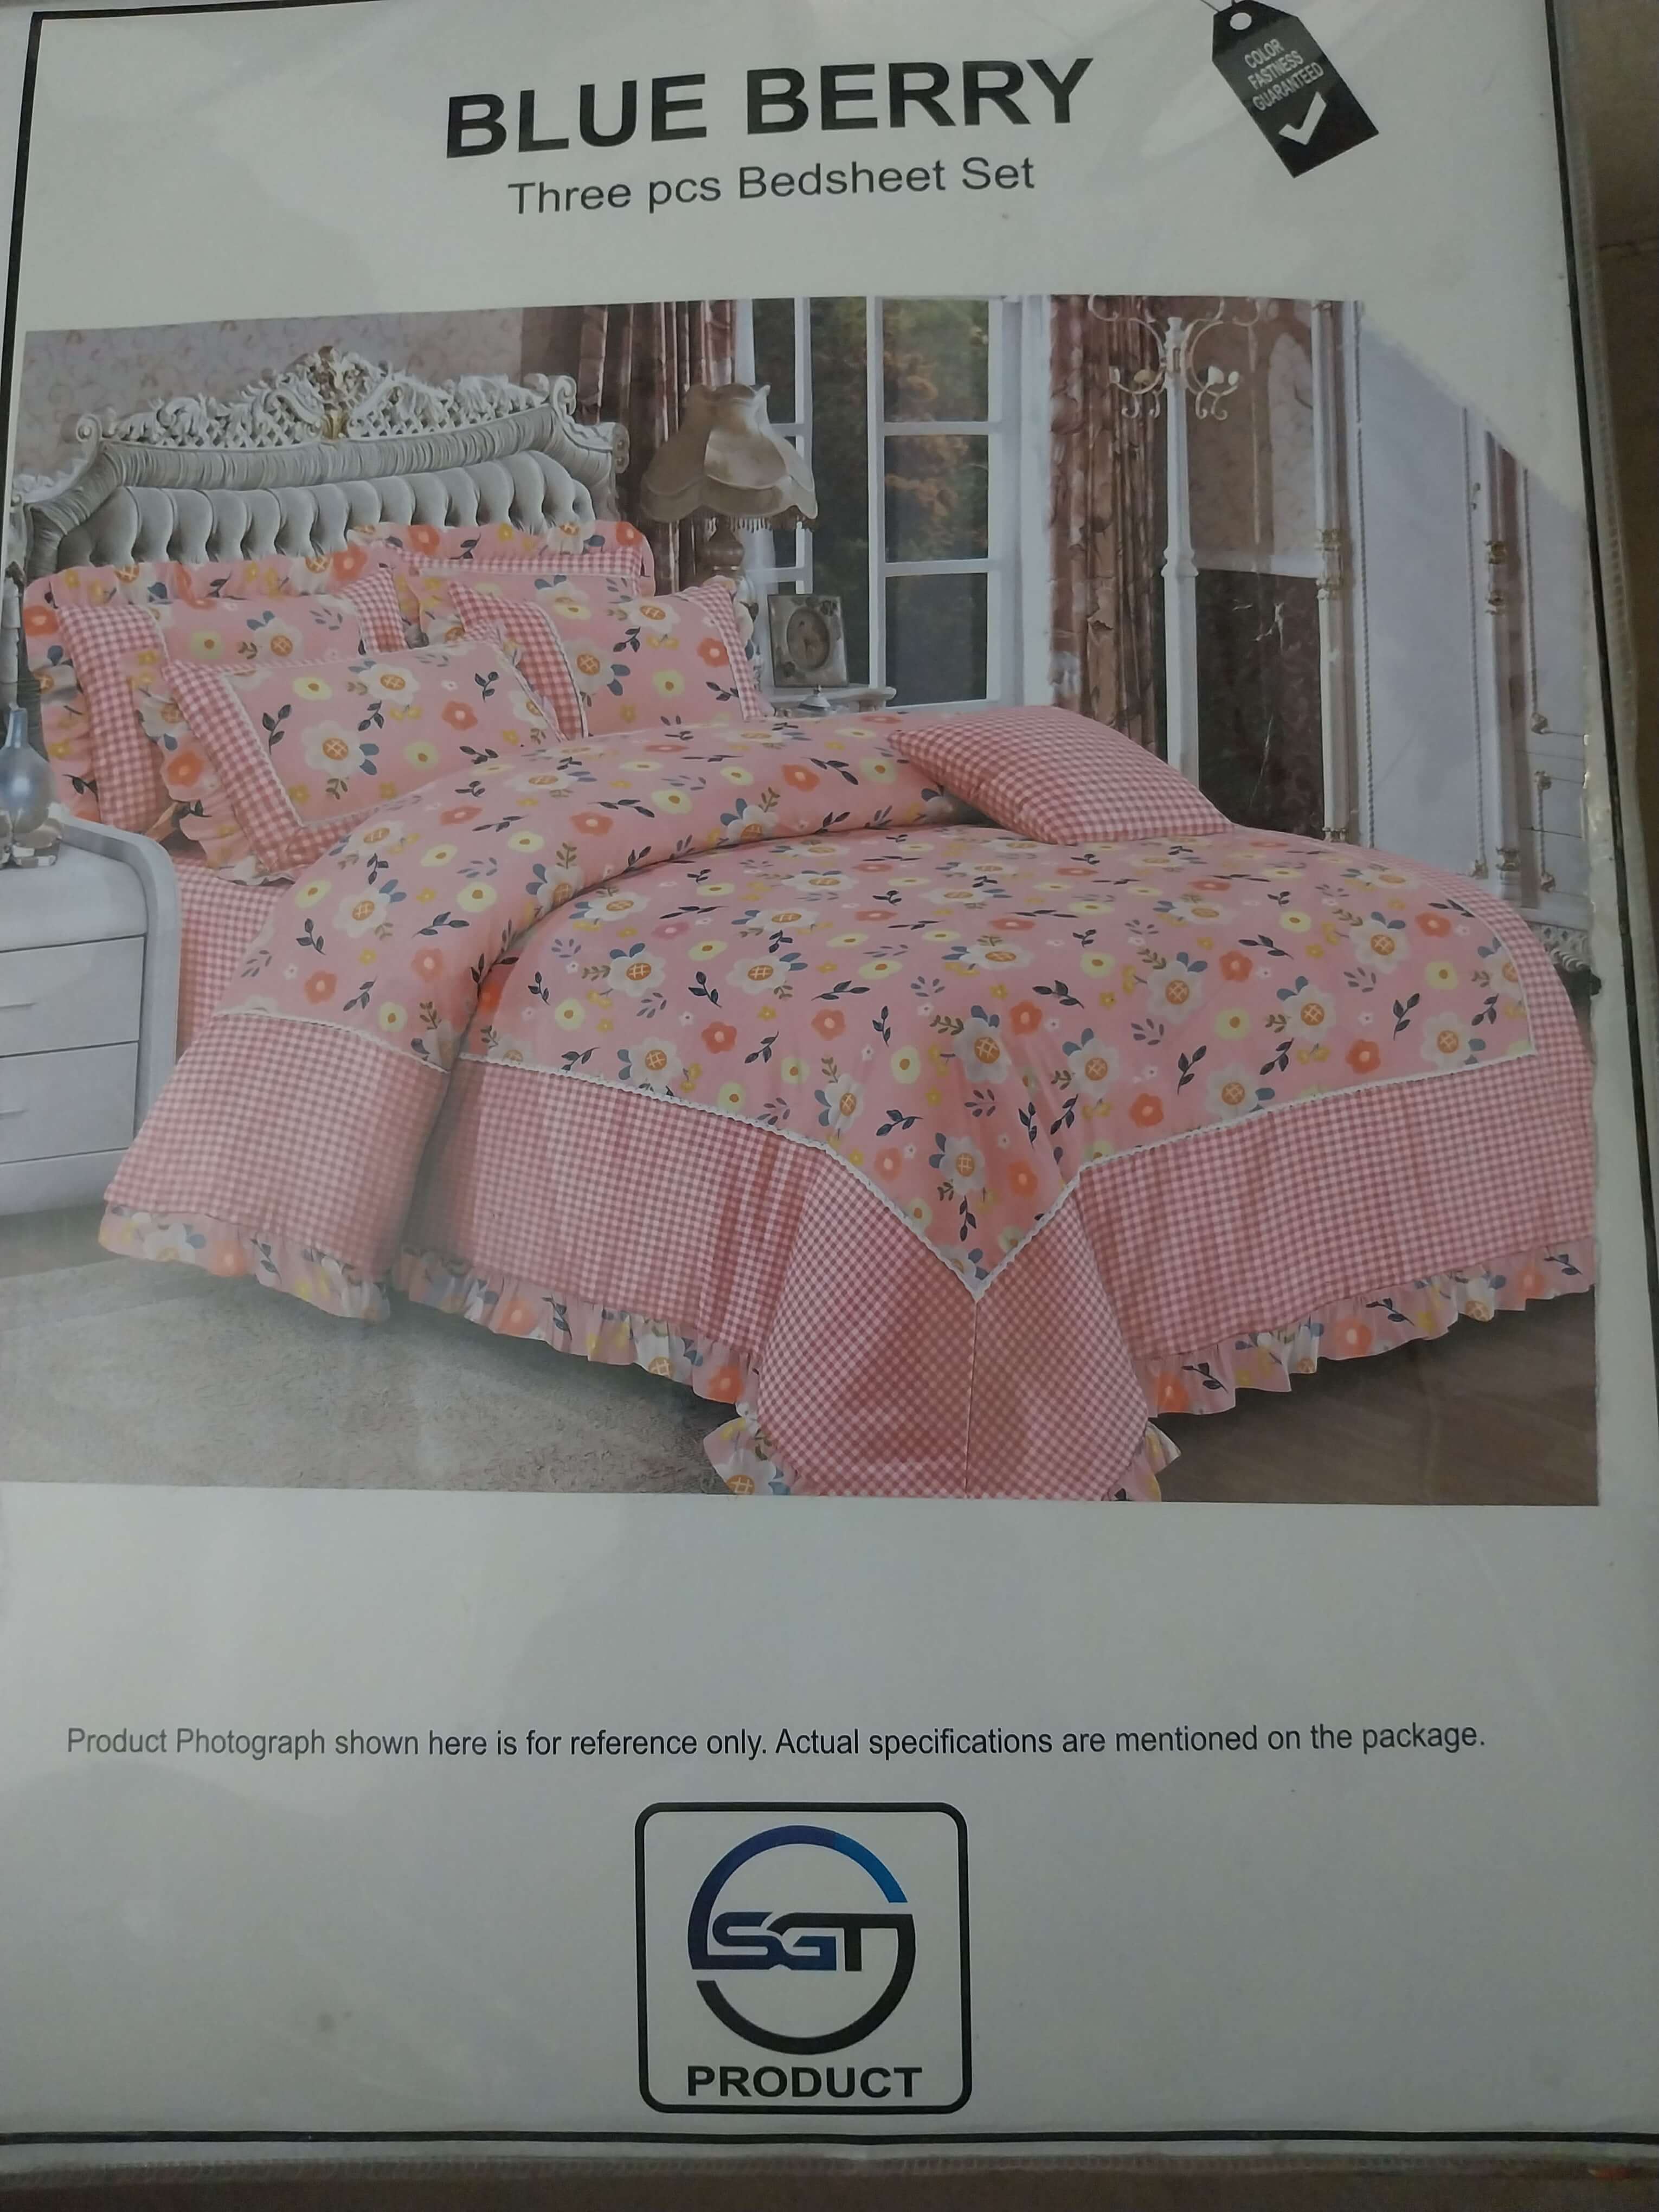 BLUE BERRY
Three pcs Bedsheet Set
COLOR
FASTNESS
GUARANTEED
Product Photograph shown here is for reference only. Actual specifications are mentioned on the package.
SGT
PRODUCT